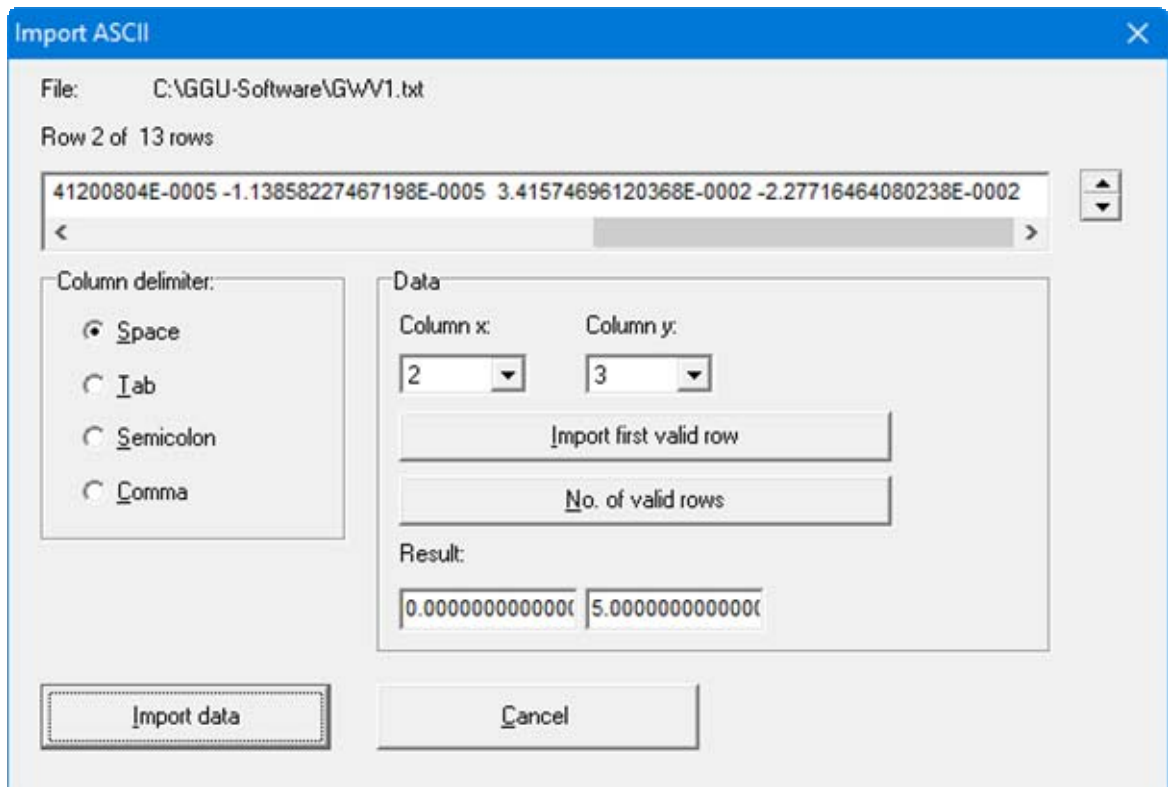 Import ASCII
File: C:\GGU-Software\GWV1.txt
Row 2 of 13 rows
41200804E-0005 -1.13858227467198E-0005 3.41574696120368E-0002 -2.27716464080238E-0002
Column delimiter:
Space
Tab
Semicolon
Comma
Data
Column x: Column y:
2 3
Import first valid row
No. of valid rows
Result:
0.0000000000000 5.0000000000000
Import data Cancel